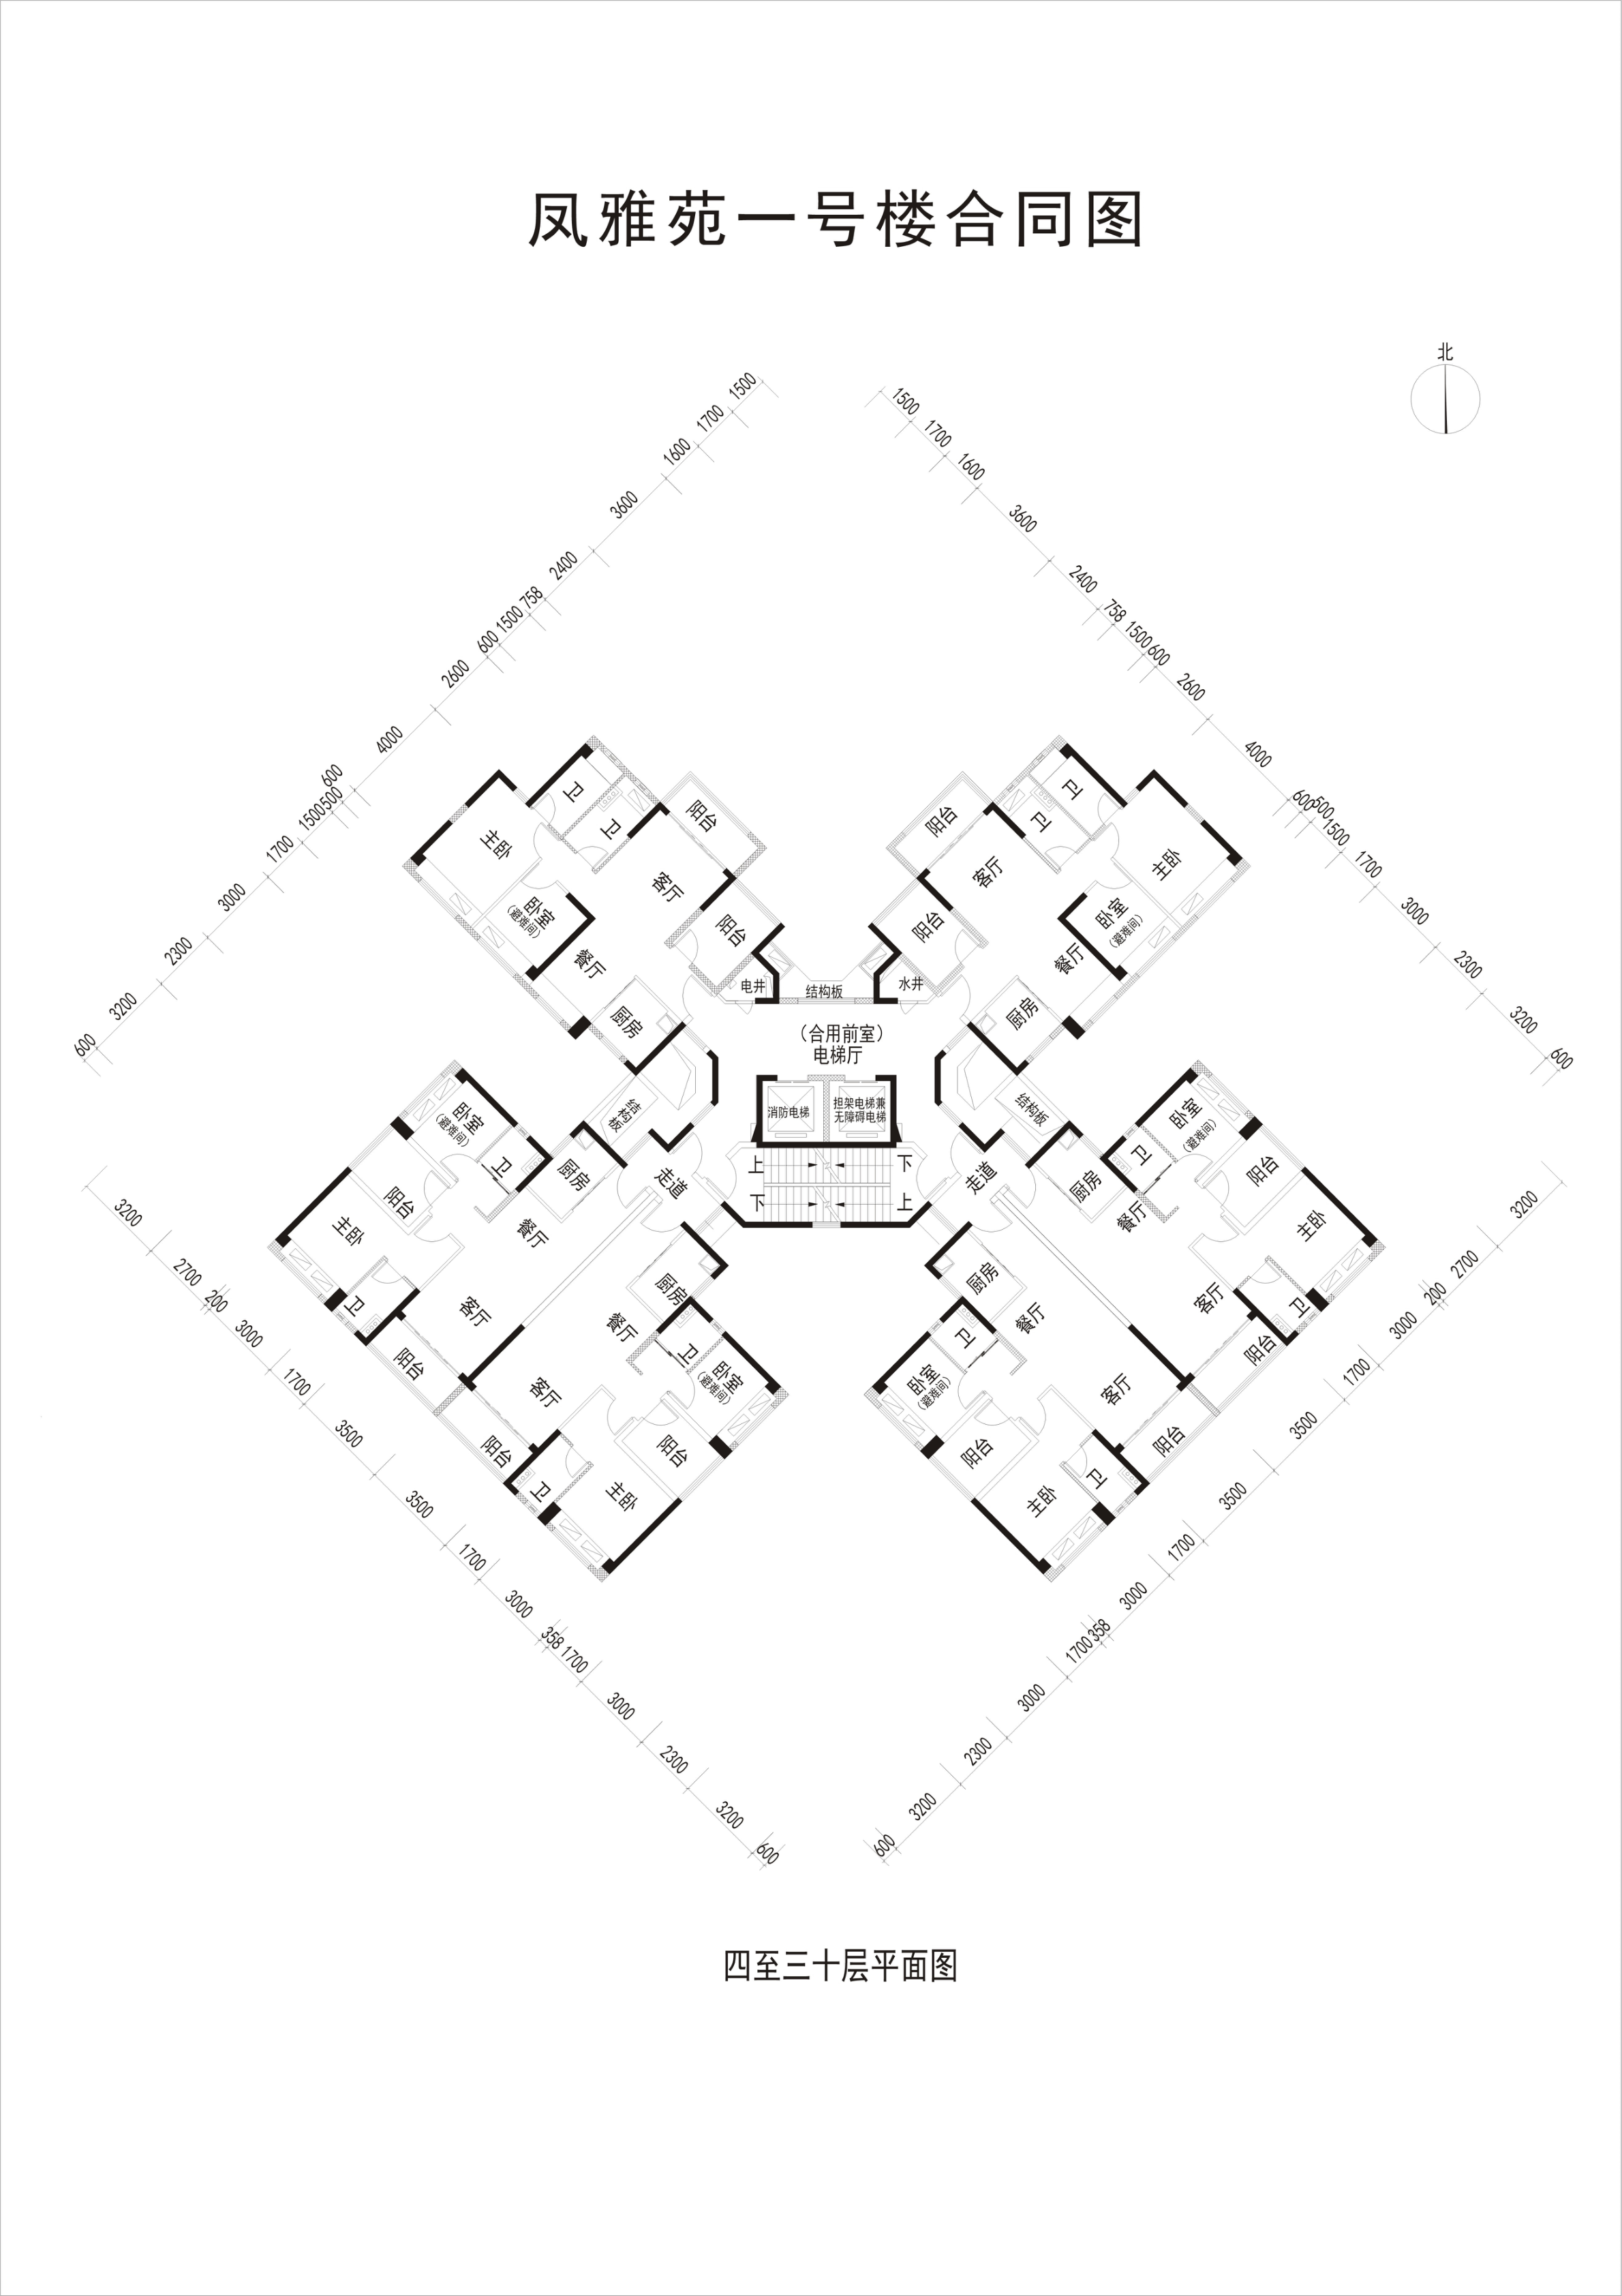 凤雅苑一号楼合同图
北
1500
1700
1600
3600
2400
758
1500
600
2600
4000
600
500
1500
1700
3000
2300
3200
600
1500
1700
1600
3600
2400
758
1500
600
2600
4000
600
500
1500
1700
3000
2300
3200
600
卫
卫
阳台
主卧
客厅
卧室
(避难间)
阳台
餐厅
厨房
电井
阳台
卫
卫
客厅
主卧
卧室
(避难间)
阳台
餐厅
厨房
水井
结构板
（合用前室）
电梯厅
消防电梯
担架电梯兼
无障碍电梯
结构板
结构板
上
下
下
上
走道
走道
卧室
(避难间)
卫
厨房
阳台
主卧
餐厅
客厅
卫
阳台
厨房
餐厅
卫
卧室
(避难间)
客厅
阳台
阳台
卫
主卧
卧室
(避难间)
卫
厨房
阳台
主卧
餐厅
客厅
卫
阳台
厨房
餐厅
卫
卧室
(避难间)
客厅
阳台
阳台
卫
主卧
3200
2700
200
3000
1700
3500
3500
1700
3000
358
1700
3000
2300
3200
600
3200
2700
200
3000
1700
3500
3500
1700
3000
358
1700
3000
2300
3200
600
四至三十层平面图